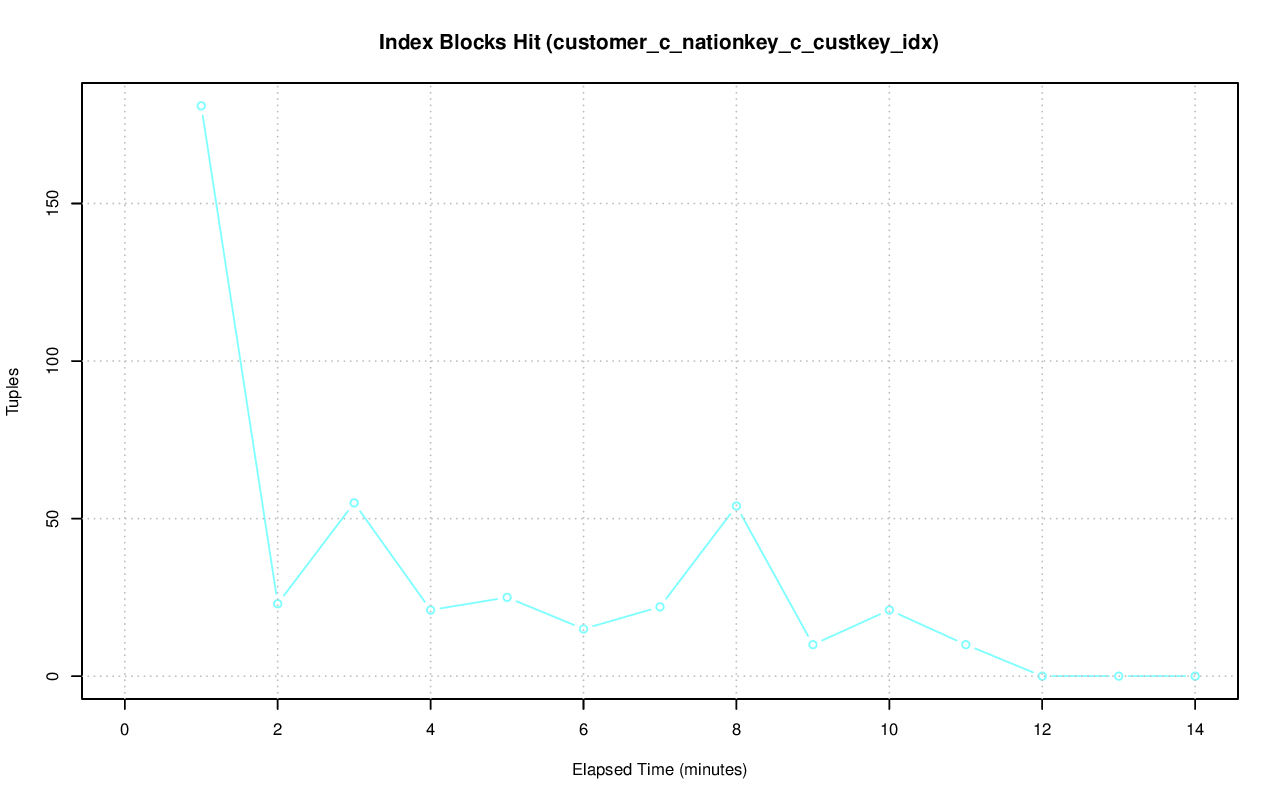 Index Blocks Hit (customer_c_nationkey_c_custkey_idx)
Tuples
150
100
50
0
0 2 4 6 8 10 12 14
Elapsed Time (minutes)